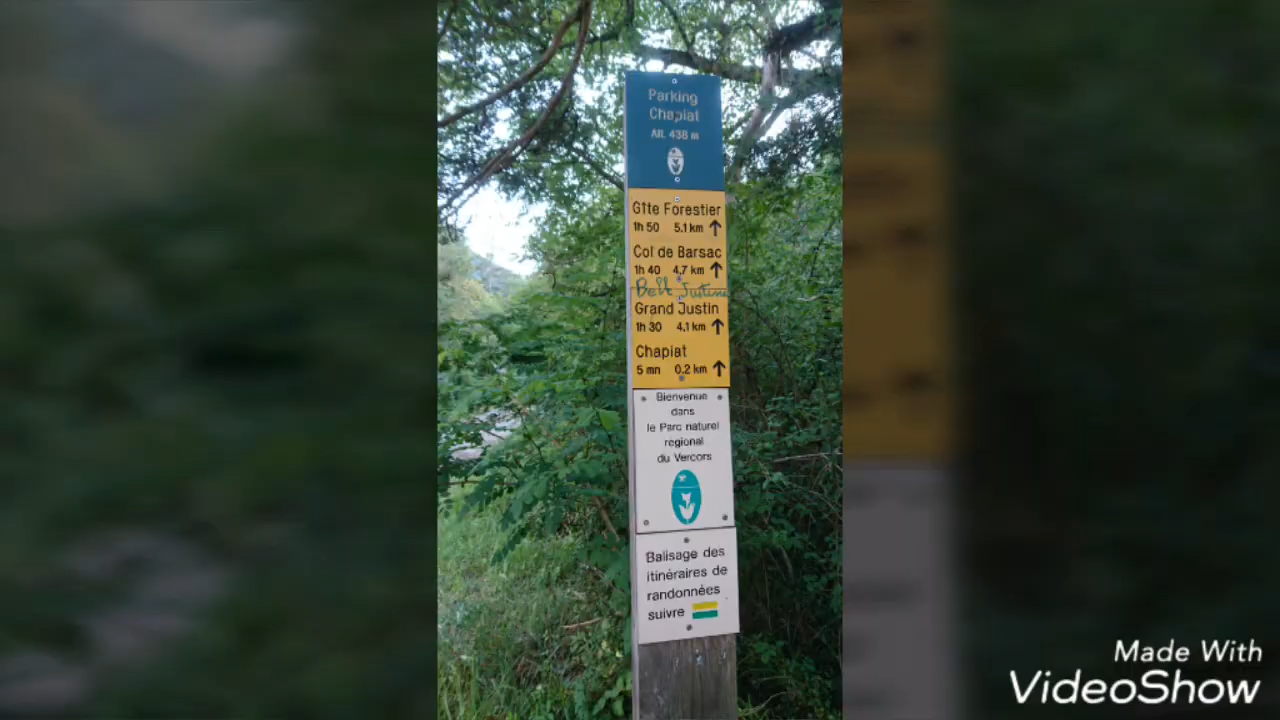 Parking
Chapiat
Alt. 438 m
Gîte Forestier
1h 50 5.1 km ↑
Col de Barsac
1h 40 4.7 km ↑
Belle Justine
Grand Justin
1h 30 4.1 km ↑
Chapiat
5 mn 0.2 km ↑
Bienvenue
dans
le Parc naturel
régional
du Vercors
Balisage des
itinéraires de
randonnées
suivre
Made With
VideoShow